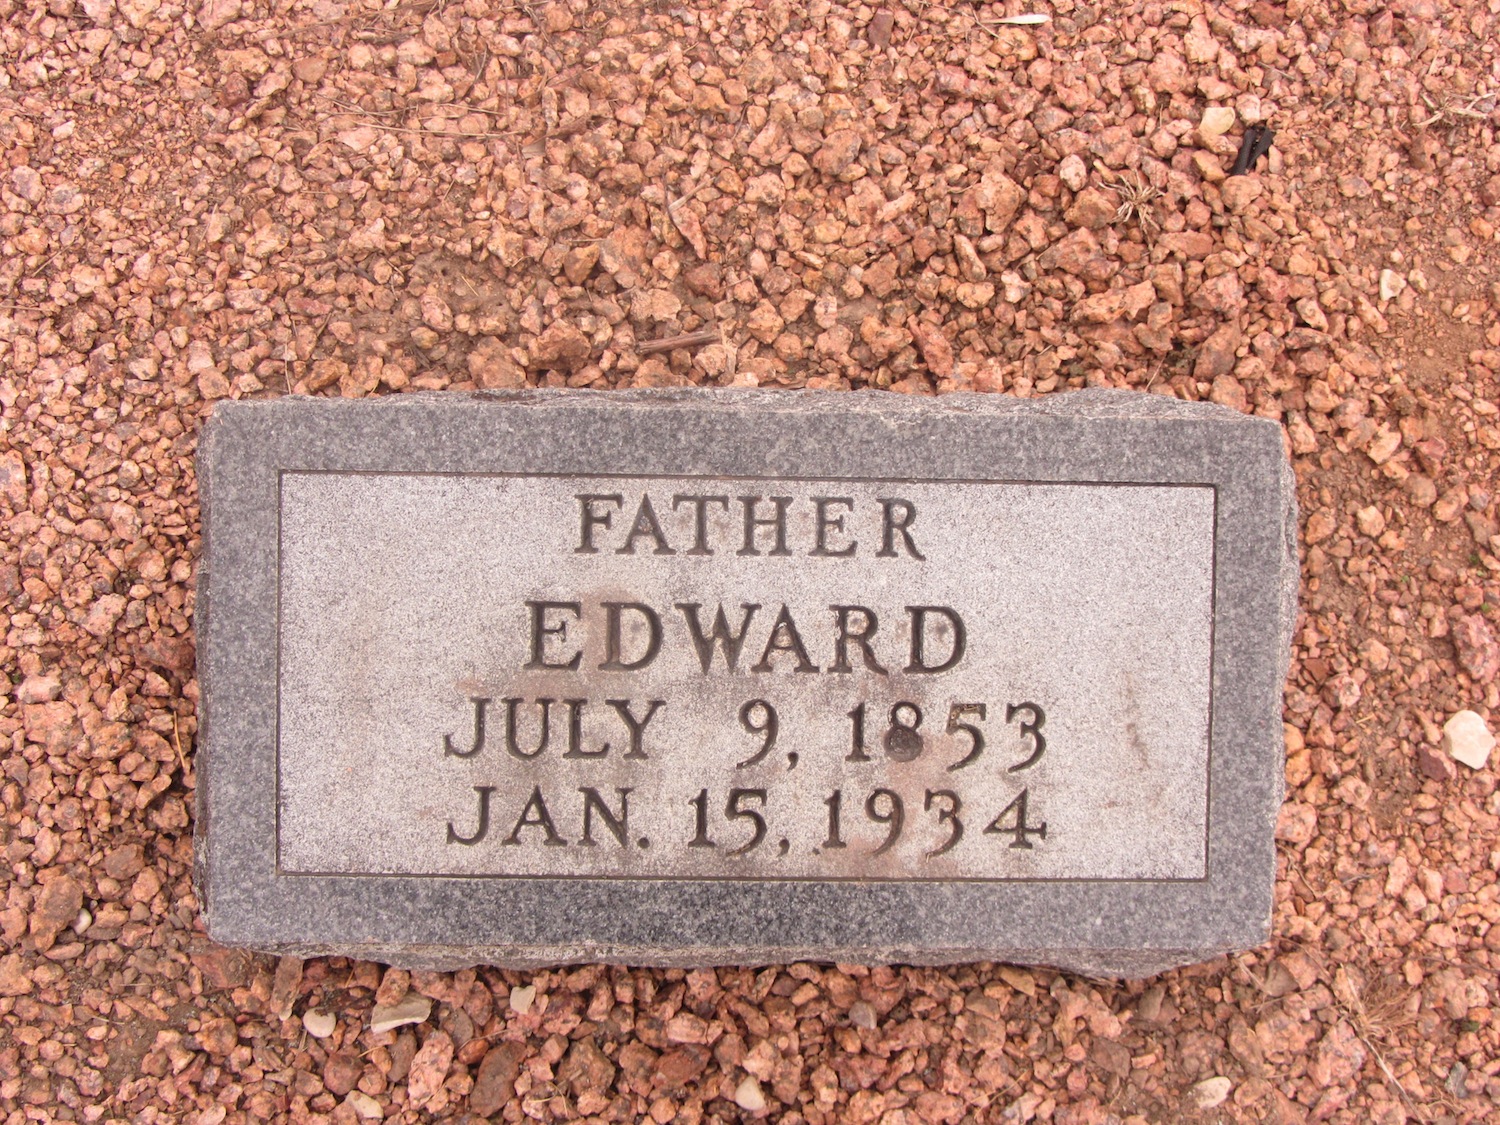 FATHER
EDWARD
JULY 9, 1853
JAN. 15, 1934